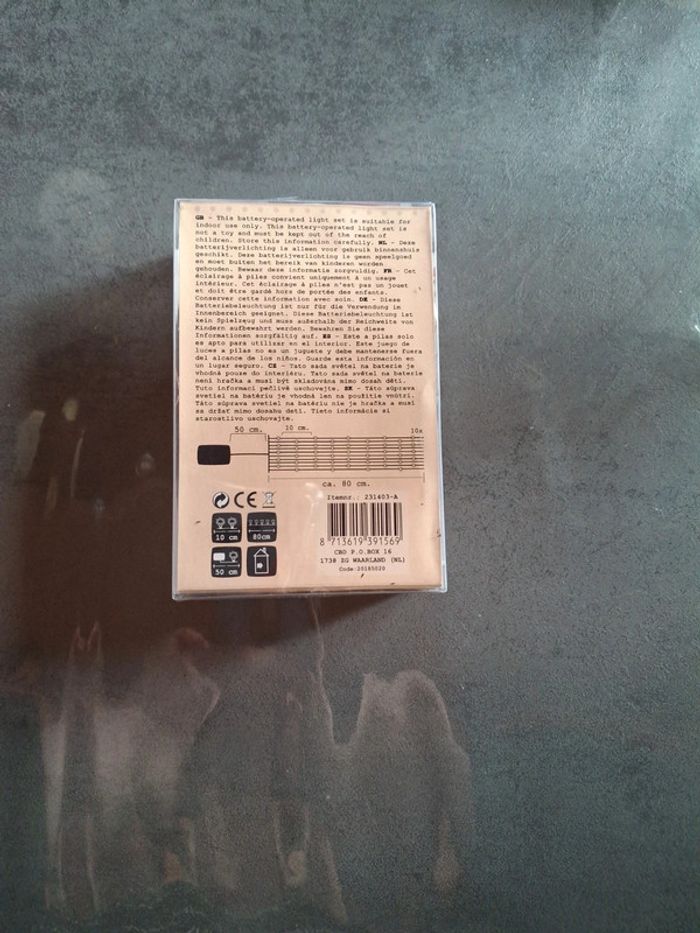 GB - This battery-operated light set is suitable for
indoor use only. This battery-operated light set is
not a toy and must be kept out of the reach of
children. Store this information carefully. NL - Deze
batterijverlichting is alleen voor gebruik binnenshuis
geschikt. Deze batterijverlichting is geen speelgoed
en moet buiten het bereik van kinderen worden
gehouden. Bewaar deze informatie zorgvuldig. FR - Cet
éclairage à piles convient uniquement à un usage
intérieur. Cet éclairage à piles n'est pas un jouet
et doit être gardé hors de portée des enfants.
Conserver cette information avec soin. DE - Diese
Batteriebeleuchtung ist nur für die Verwendung im
Innenbereich geeignet. Diese Batteriebeleuchtung ist
kein Spielzeug und muss außerhalb der Reichweite von
Kindern aufbewahrt werden. Bewahren Sie diese
Informationen sorgfältig auf. ES - Este a pilas solo
es apto para utilizar en el interior. Este juego de
luces a pilas no es un juguete y debe mantenerse fuera
del alcance de los niños. Guarde esta información en
un lugar seguro. CZ - Tato sada světel na baterie je
vhodná pouze do interiéru. Tato sada světel na baterie
není hračka a musí být skladována mimo dosah dětí.
Tuto informaci pečlivě uschovejte. SK - Táto súprava
svetiel na batériu je vhodná len na použitie vnútri.
Táto súprava svetiel na batériu nie je hračka a musí
sa držať mimo dosahu detí. Tieto informácie si
starostlivo uschovajte.
50 cm. 10 cm. 10x
ca. 80 cm.
CE
Itemnr.: 231403-A
10 cm 80cm
50 cm
8 713619 391569
CBD P.O.BOX 16
1738 ZG WAARLAND (NL)
Code:20185020